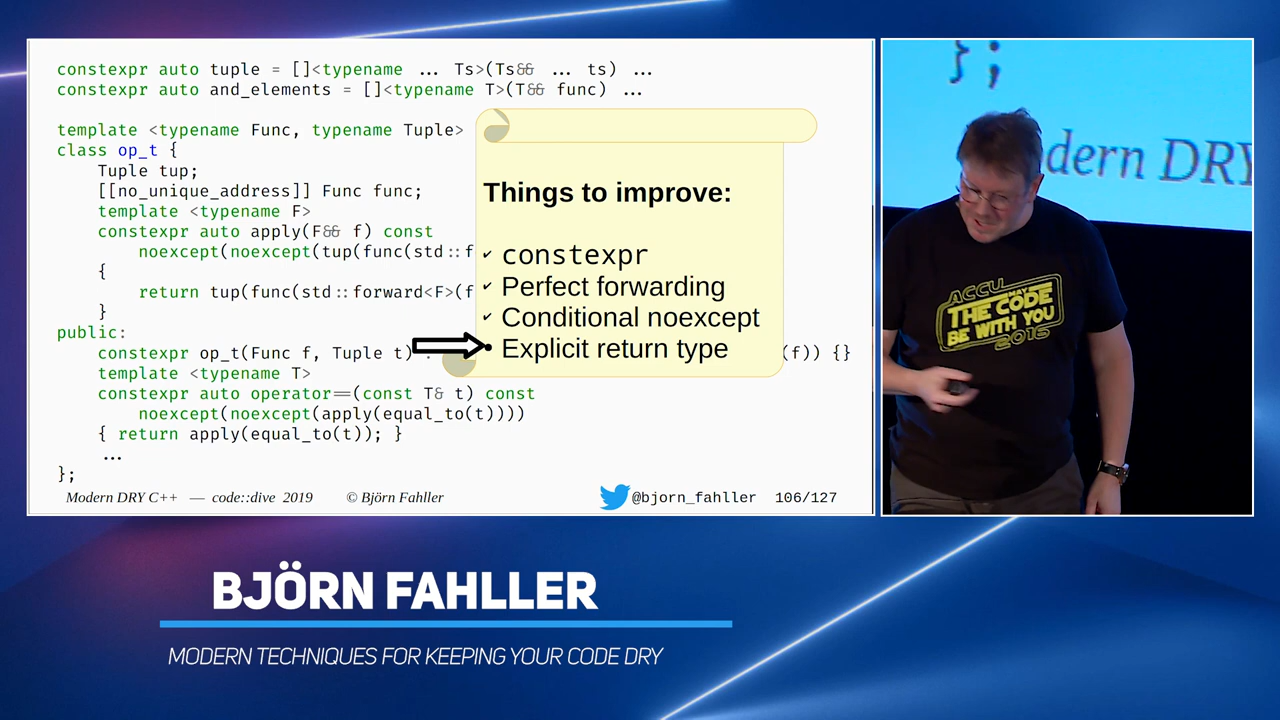 constexpr auto tuple = []<typename ... Ts>(Ts&& ... ts) ...
constexpr auto and_elements = []<typename T>(T&& func) ...
template <typename Func, typename Tuple>
class op_t {
Tuple tup;
[[no_unique_address]] Func func;
template <typename F>
constexpr auto apply(F&& f) const
noexcept(noexcept(tup(func(std::f
{
return tup(func(std::forward<F>(f
}
public:
constexpr op_t(Func f, Tuple t) : (f)) {}
template <typename T>
constexpr auto operator==(const T& t) const
noexcept(noexcept(apply(equal_to(t))))
{ return apply(equal_to(t)); }
...
};
Things to improve:
✔ constexpr
✔ Perfect forwarding
✔ Conditional noexcept
• Explicit return type
Modern DRY C++ — code::dive 2019 © Björn Fahller
@bjorn_fahller 106/127
};
dern DRY
ACCU
MAY
THE CODE
BE WITH YOU
2016
BJÖRN FAHLLER
MODERN TECHNIQUES FOR KEEPING YOUR CODE DRY